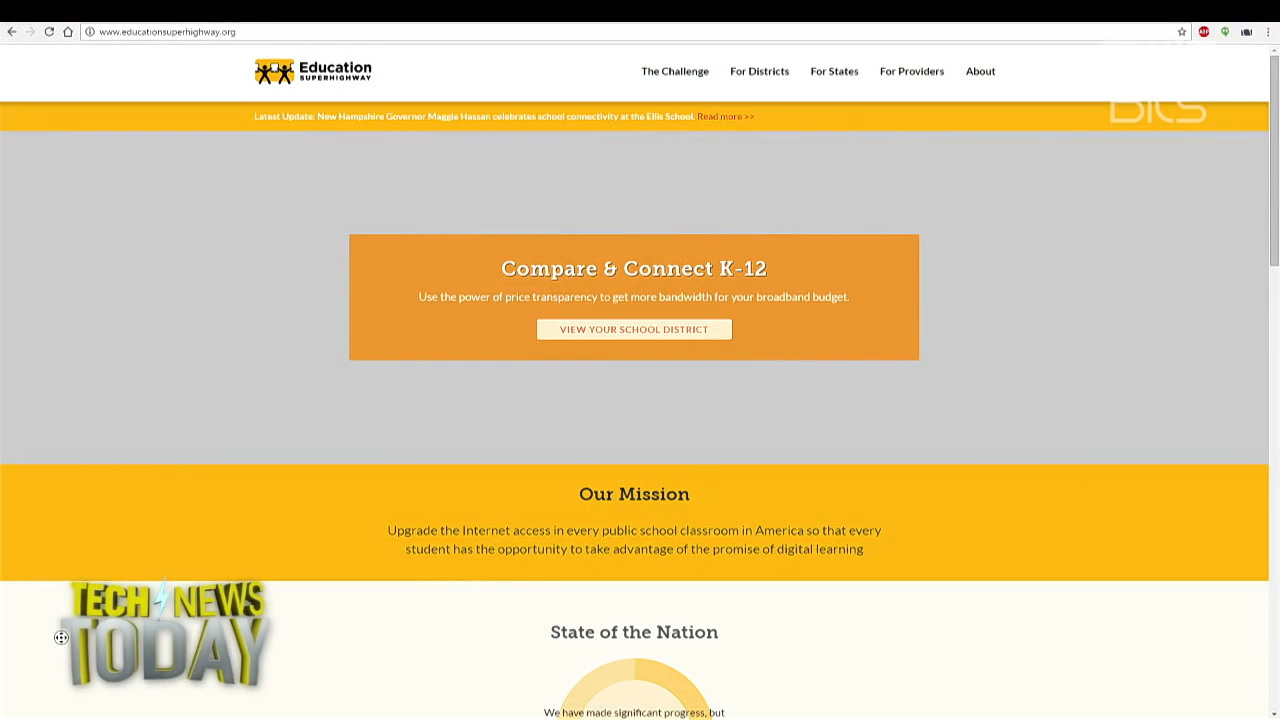 www.educationsuperhighway.org
Education
SUPERHIGHWAY
The Challenge For Districts For States For Providers About
Latest Update: New Hampshire Governor Maggie Hassan celebrates school connectivity at the Ellis School. Read more >>
Compare & Connect K-12
Use the power of price transparency to get more bandwidth for your broadband budget.
VIEW YOUR SCHOOL DISTRICT
Our Mission
Upgrade the Internet access in every public school classroom in America so that every
student has the opportunity to take advantage of the promise of digital learning
TECH NEWS
TODAY
State of the Nation
We have made significant progress, but